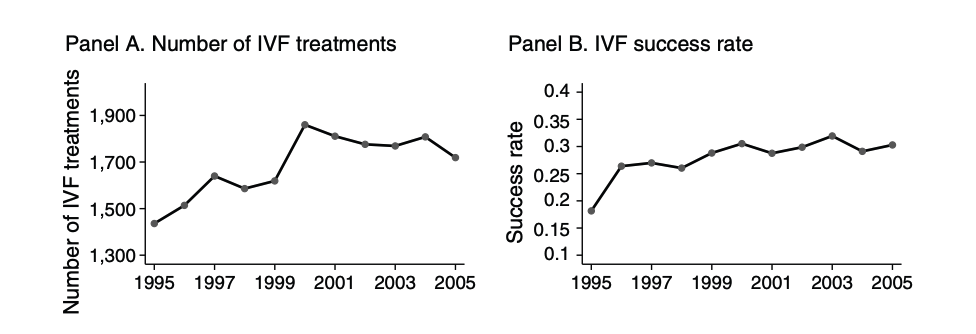 Panel A. Number of IVF treatments
Number of IVF treatments
1,900
1,700
1,500
1,300
1995 1997 1999 2001 2003 2005
Panel B. IVF success rate
Success rate
0.4
0.35
0.3
0.25
0.2
0.15
0.1
1995 1997 1999 2001 2003 2005